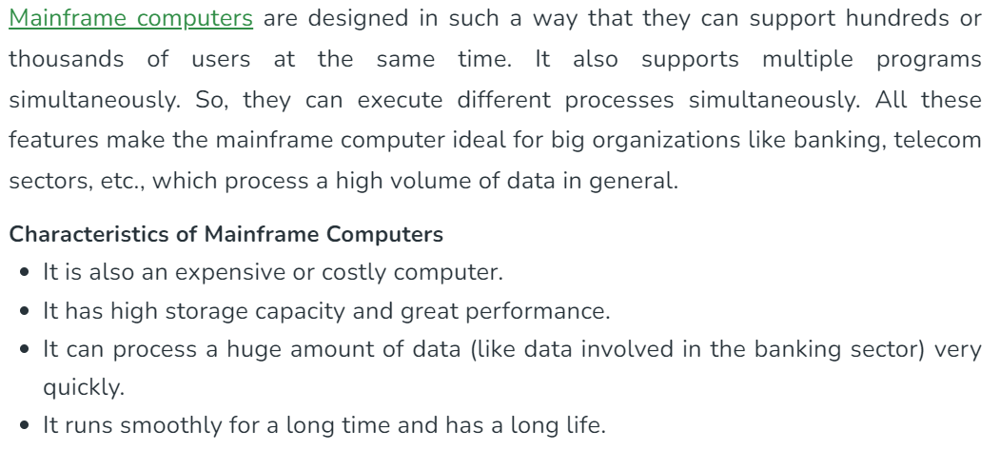 Mainframe computers are designed in such a way that they can support hundreds or
thousands of users at the same time. It also supports multiple programs
simultaneously. So, they can execute different processes simultaneously. All these
features make the mainframe computer ideal for big organizations like banking, telecom
sectors, etc., which process a high volume of data in general.
Characteristics of Mainframe Computers
• It is also an expensive or costly computer.
• It has high storage capacity and great performance.
• It can process a huge amount of data (like data involved in the banking sector) very
quickly.
• It runs smoothly for a long time and has a long life.